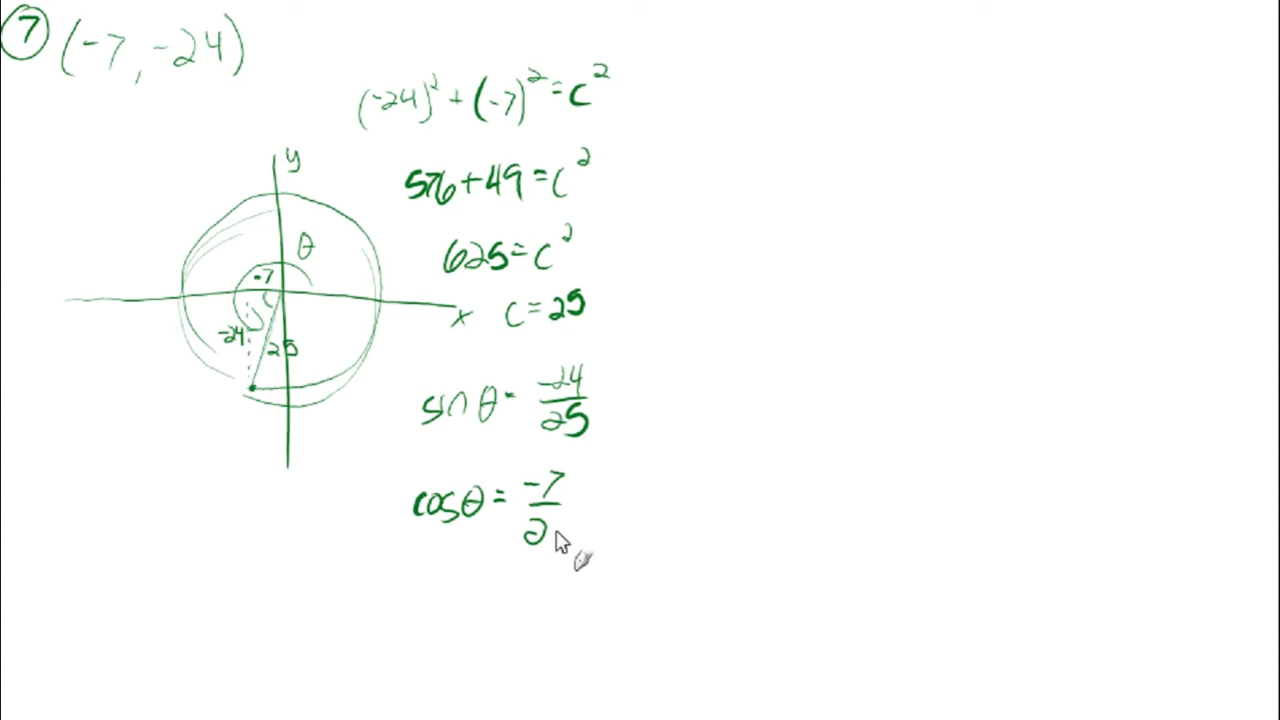 ⑦ (-7, -24)
(-24)² + (-7)² = c²
576 + 49 = c²
625 = c²
c = 25
y
θ
-7
x
-24
25
sin θ = -24/25
cos θ = -7/2